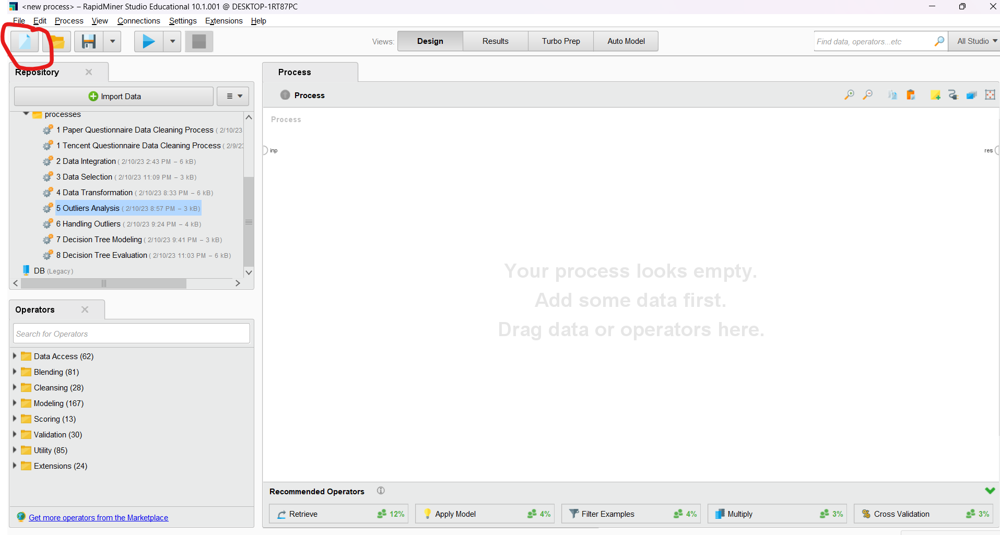 <new process> – RapidMiner Studio Educational 10.1.001 @ DESKTOP-1RT87PC
File Edit Process View Connections Settings Extensions Help
Views: Design Results Turbo Prep Auto Model
Find data, operators...etc
All Studio
Repository
Import Data
processes
1 Paper Questionnaire Data Cleaning Process ( 2/10/23
1 Tencent Questionnaire Data Cleaning Process ( 2/9/23
2 Data Integration ( 2/10/23 2:43 PM – 6 kB)
3 Data Selection ( 2/10/23 11:09 PM – 3 kB)
4 Data Transformation ( 2/10/23 8:33 PM – 6 kB)
5 Outliers Analysis ( 2/10/23 8:57 PM – 3 kB)
6 Handling Outliers ( 2/10/23 9:24 PM – 4 kB)
7 Decision Tree Modeling ( 2/10/23 9:41 PM – 3 kB)
8 Decision Tree Evaluation ( 2/10/23 11:03 PM – 6 kB)
DB (Legacy)
Operators
Search for Operators
Data Access (62)
Blending (81)
Cleansing (28)
Modeling (167)
Scoring (13)
Validation (30)
Utility (85)
Extensions (24)
Get more operators from the Marketplace
Process
Process
Process
inp
res
Your process looks empty.
Add some data first.
Drag data or operators here.
Recommended Operators
Retrieve 12%
Apply Model 4%
Filter Examples 4%
Multiply 3%
Cross Validation 3%